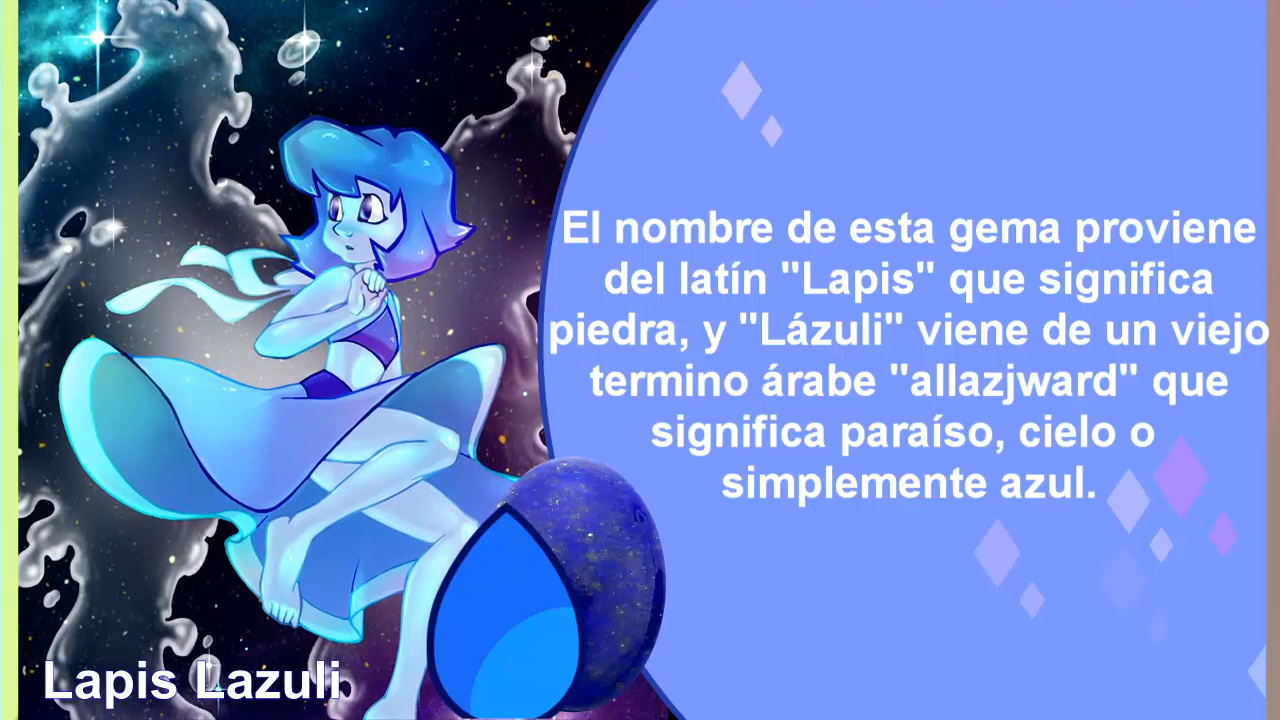 El nombre de esta gema proviene
del latín "Lapis" que significa
piedra, y "Lázuli" viene de un viejo
termino árabe "allazjward" que
significa paraíso, cielo o
simplemente azul.
Lapis Lazuli